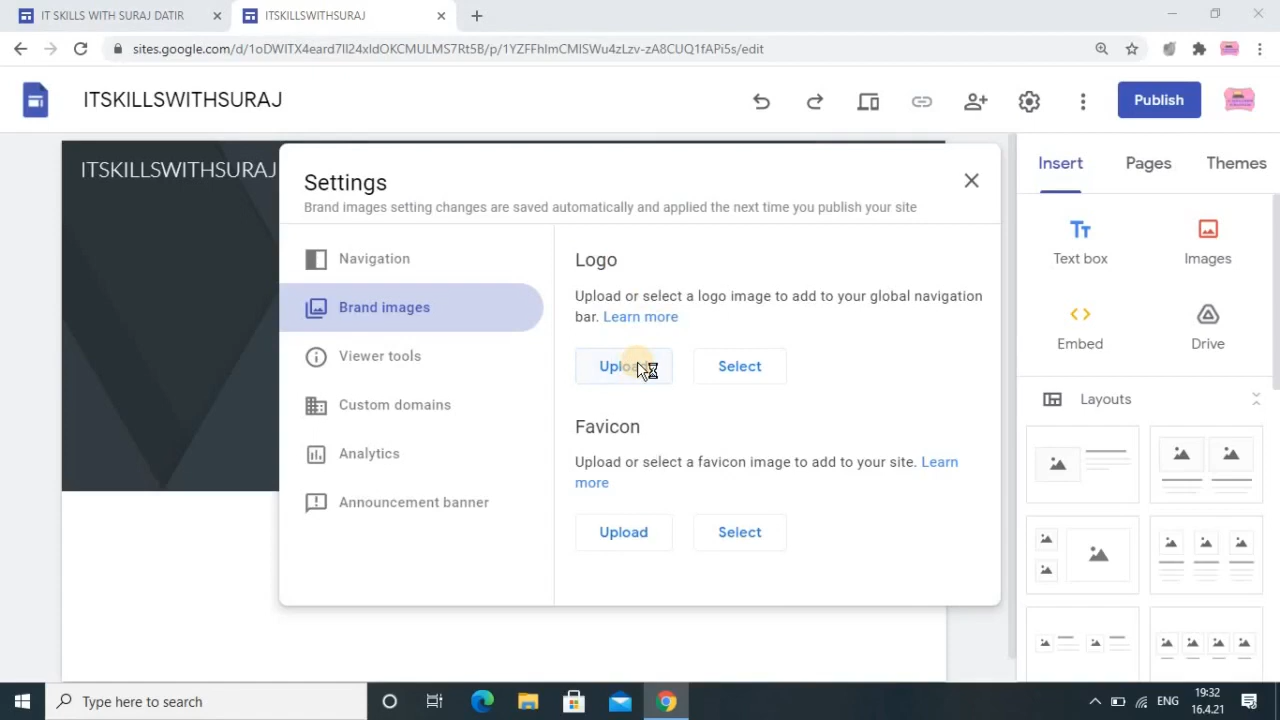 IT SKILLS WITH SURAJ DATIR
ITSKILLSWITHSURAJ
sites.google.com/d/1oDWITX4eard7Il24xIdOKCMULMS7Rt5B/p/1YZFFhlmCMISWu4zLzv-zA8CUQ1fAPi5s/edit
ITSKILLSWITHSURAJ
Publish
ITSKILLSWITHSURAJ
Settings
Brand images setting changes are saved automatically and applied the next time you publish your site
Navigation
Brand images
Viewer tools
Custom domains
Analytics
Announcement banner
Logo
Upload or select a logo image to add to your global navigation
bar. Learn more
Upload
Select
Favicon
Upload or select a favicon image to add to your site. Learn
more
Upload
Select
Insert
Pages
Themes
Text box
Images
Embed
Drive
Layouts
Type here to search
ENG
19:32
16.4.21